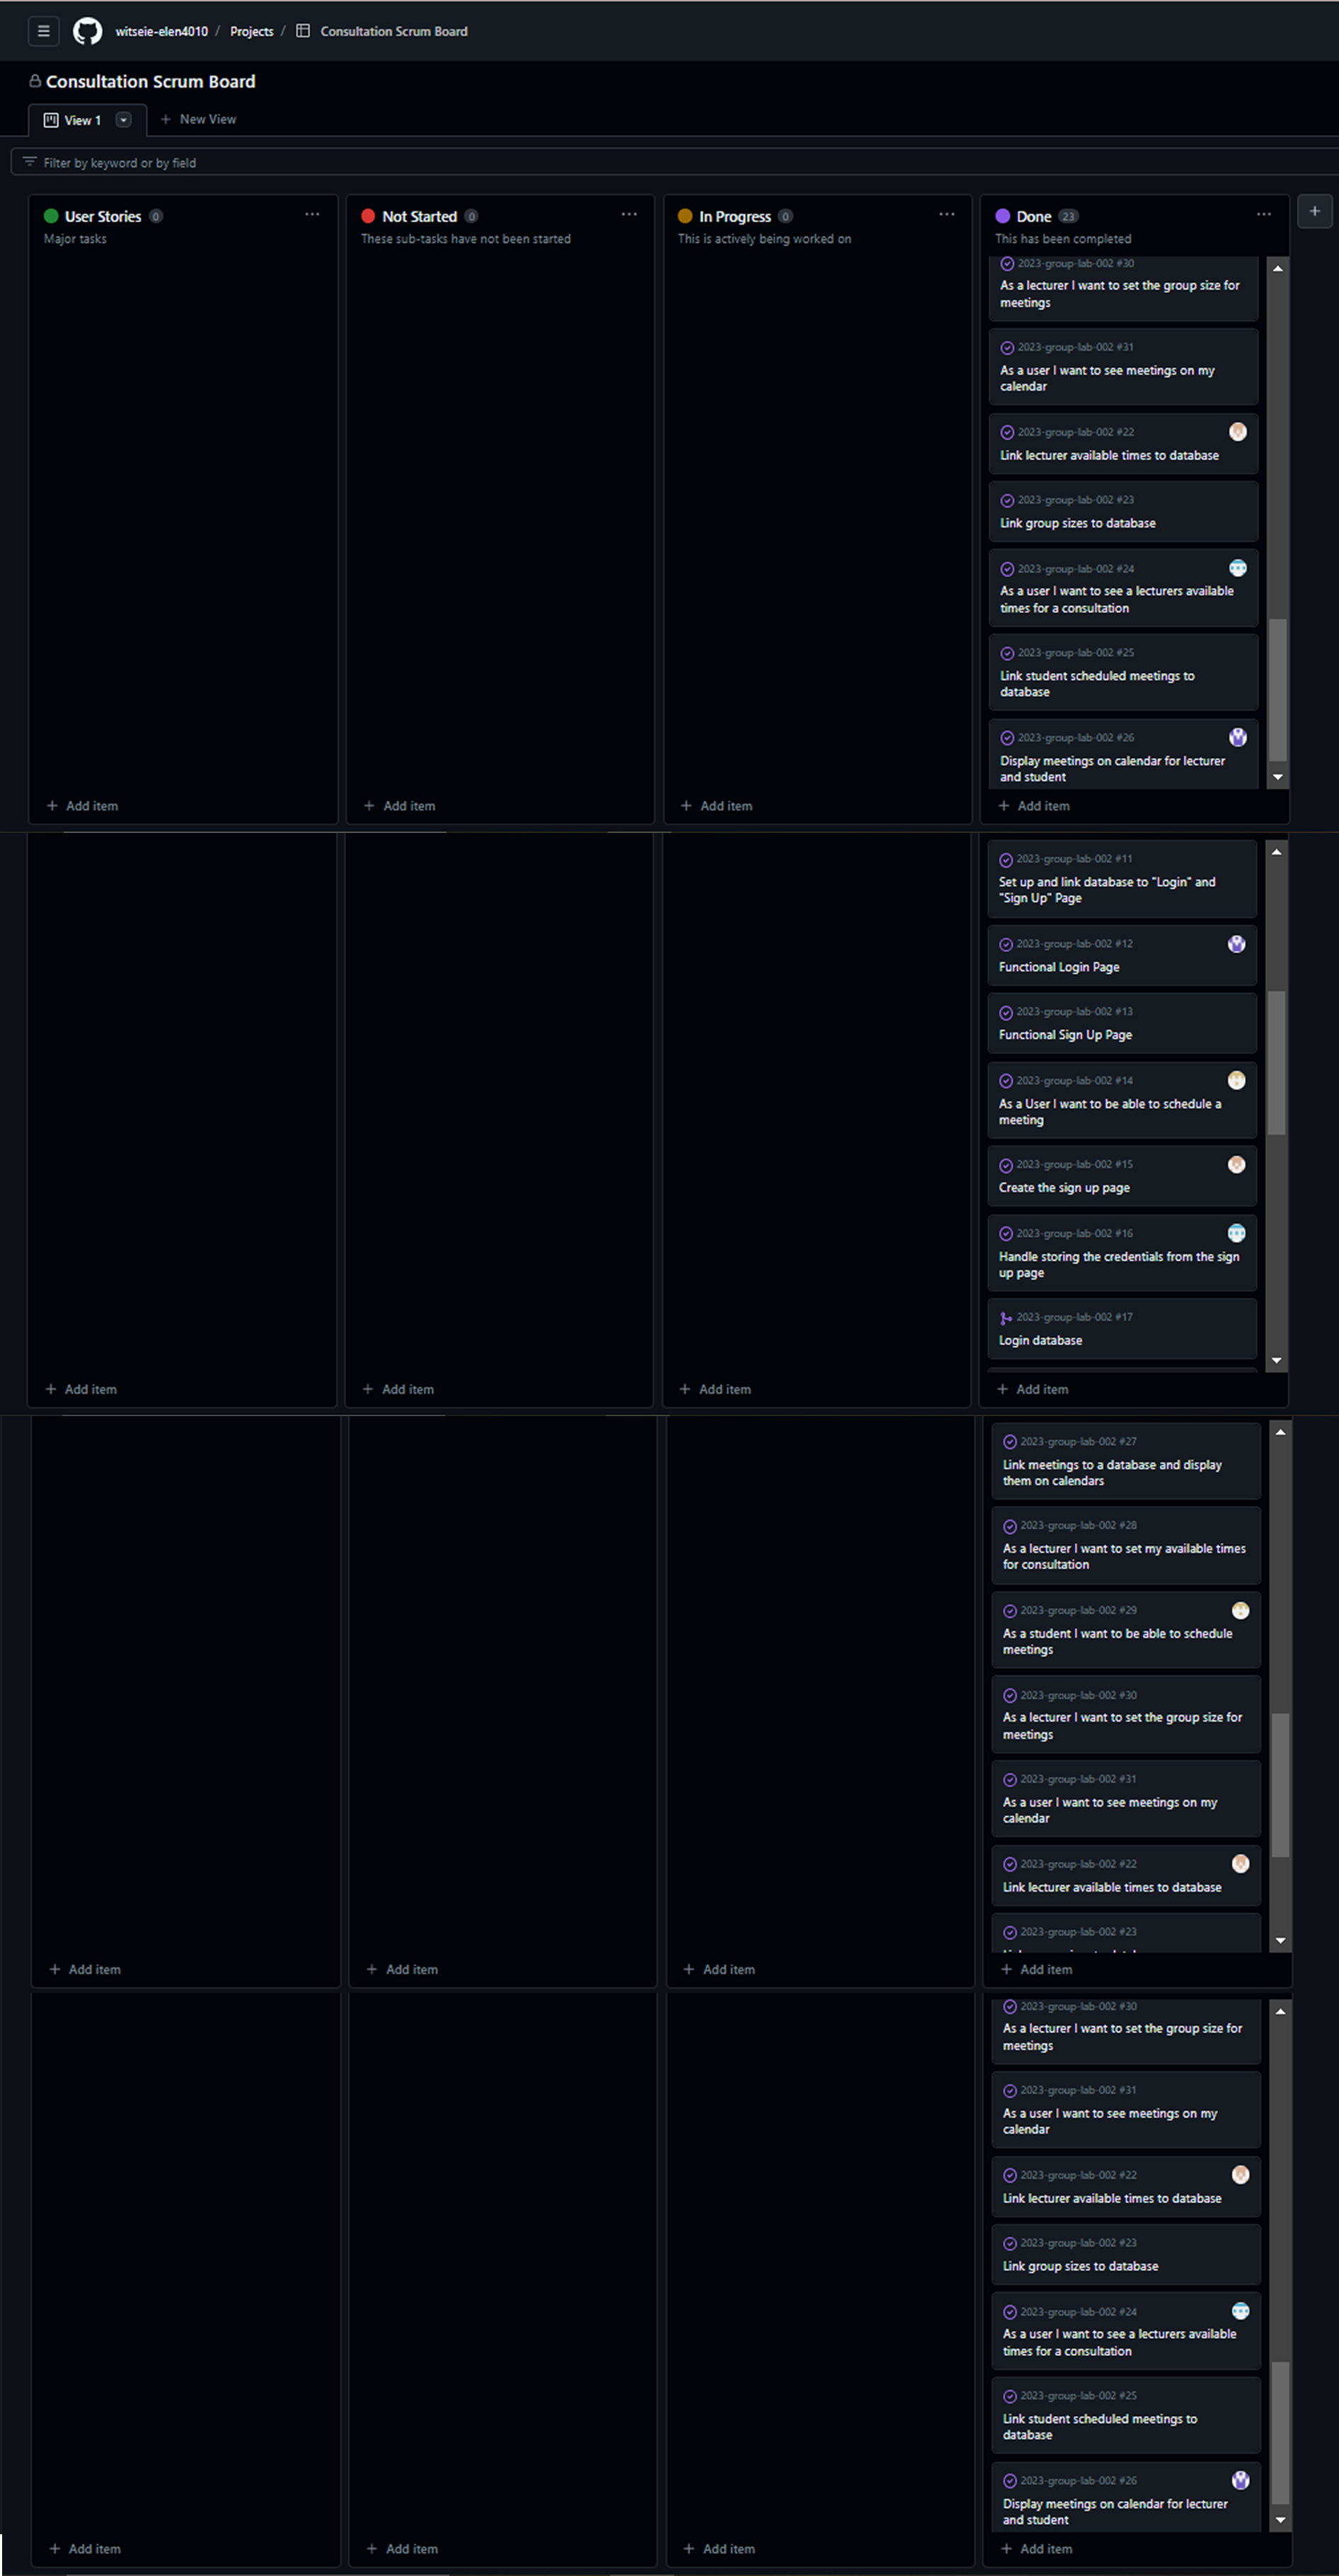 witseie-elen4010 / Projects / Consultation Scrum Board
Consultation Scrum Board
View 1
New View
Filter by keyword or by field
User Stories 0
Major tasks
Not Started 0
These sub-tasks have not been started
In Progress 0
This is actively being worked on
Done 23
This has been completed
2023-group-lab-002 #30
As a lecturer I want to set the group size for
meetings
2023-group-lab-002 #31
As a user I want to see meetings on my
calendar
2023-group-lab-002 #22
Link lecturer available times to database
2023-group-lab-002 #23
Link group sizes to database
2023-group-lab-002 #24
As a user I want to see a lecturers available
times for a consultation
2023-group-lab-002 #25
Link student scheduled meetings to
database
2023-group-lab-002 #26
Display meetings on calendar for lecturer
and student
+ Add item
+ Add item
+ Add item
+ Add item
2023-group-lab-002 #11
Set up and link database to "Login" and
"Sign Up" Page
2023-group-lab-002 #12
Functional Login Page
2023-group-lab-002 #13
Functional Sign Up Page
2023-group-lab-002 #14
As a User I want to be able to schedule a
meeting
2023-group-lab-002 #15
Create the sign up page
2023-group-lab-002 #16
Handle storing the credentials from the sign
up page
2023-group-lab-002 #17
Login database
+ Add item
+ Add item
+ Add item
+ Add item
2023-group-lab-002 #27
Link meetings to a database and display
them on calendars
2023-group-lab-002 #28
As a lecturer I want to set my available times
for consultation
2023-group-lab-002 #29
As a student I want to be able to schedule
meetings
2023-group-lab-002 #30
As a lecturer I want to set the group size for
meetings
2023-group-lab-002 #31
As a user I want to see meetings on my
calendar
2023-group-lab-002 #22
Link lecturer available times to database
2023-group-lab-002 #23
+ Add item
+ Add item
+ Add item
+ Add item
2023-group-lab-002 #30
As a lecturer I want to set the group size for
meetings
2023-group-lab-002 #31
As a user I want to see meetings on my
calendar
2023-group-lab-002 #22
Link lecturer available times to database
2023-group-lab-002 #23
Link group sizes to database
2023-group-lab-002 #24
As a user I want to see a lecturers available
times for a consultation
2023-group-lab-002 #25
Link student scheduled meetings to
database
2023-group-lab-002 #26
Display meetings on calendar for lecturer
and student
+ Add item
+ Add item
+ Add item
+ Add item